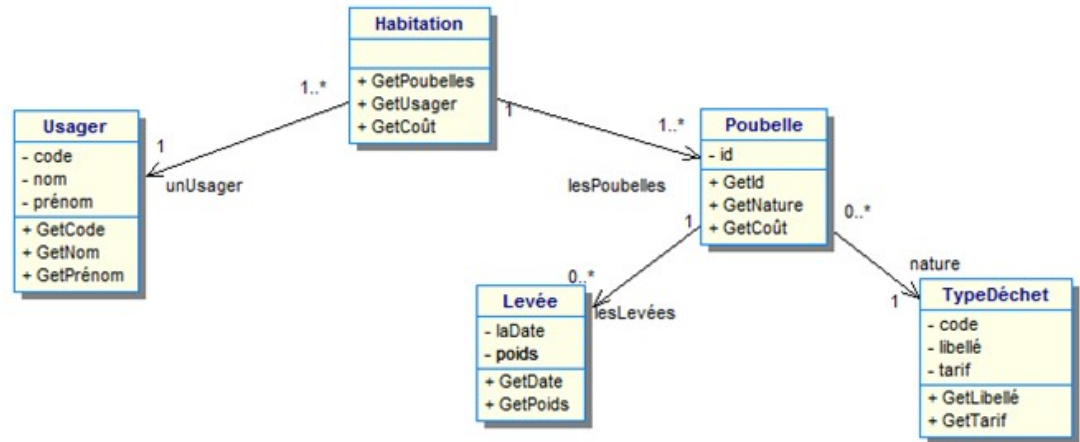 Habitation
+ GetPoubelles
+ GetUsager
+ GetCoût
1..*
1
unUsager
1
1..*
lesPoubelles
Usager
- code
- nom
- prénom
+ GetCode
+ GetNom
+ GetPrénom
Poubelle
- id
+ GetId
+ GetNature
+ GetCoût
1
0..*
lesLevées
0..*
nature
1
Levée
- laDate
- poids
+ GetDate
+ GetPoids
TypeDéchet
- code
- libellé
- tarif
+ GetLibellé
+ GetTarif